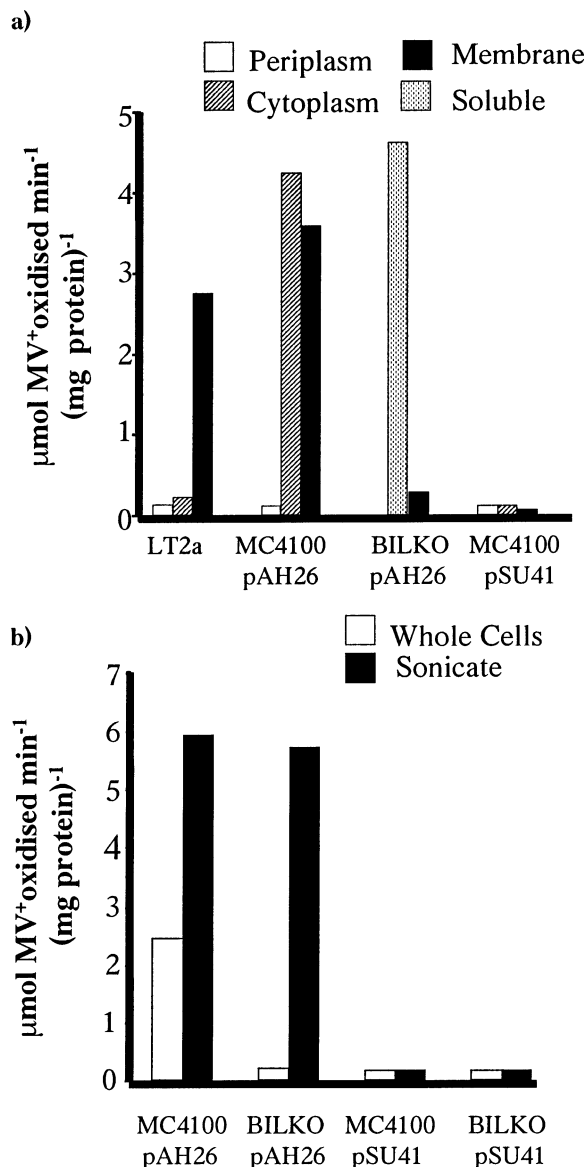 a)
Periplasm Membrane
Cytoplasm Soluble
µmol MV⁺oxidised min⁻¹
(mg protein)⁻¹
5
4
3
2
1
0
LT2a MC4100 BILKO MC4100
pAH26 pAH26 pSU41
b)
Whole Cells
Sonicate
µmol MV⁺oxidised min⁻¹
(mg protein)⁻¹
7
6
5
4
3
2
1
0
MC4100 BILKO MC4100 BILKO
pAH26 pAH26 pSU41 pSU41